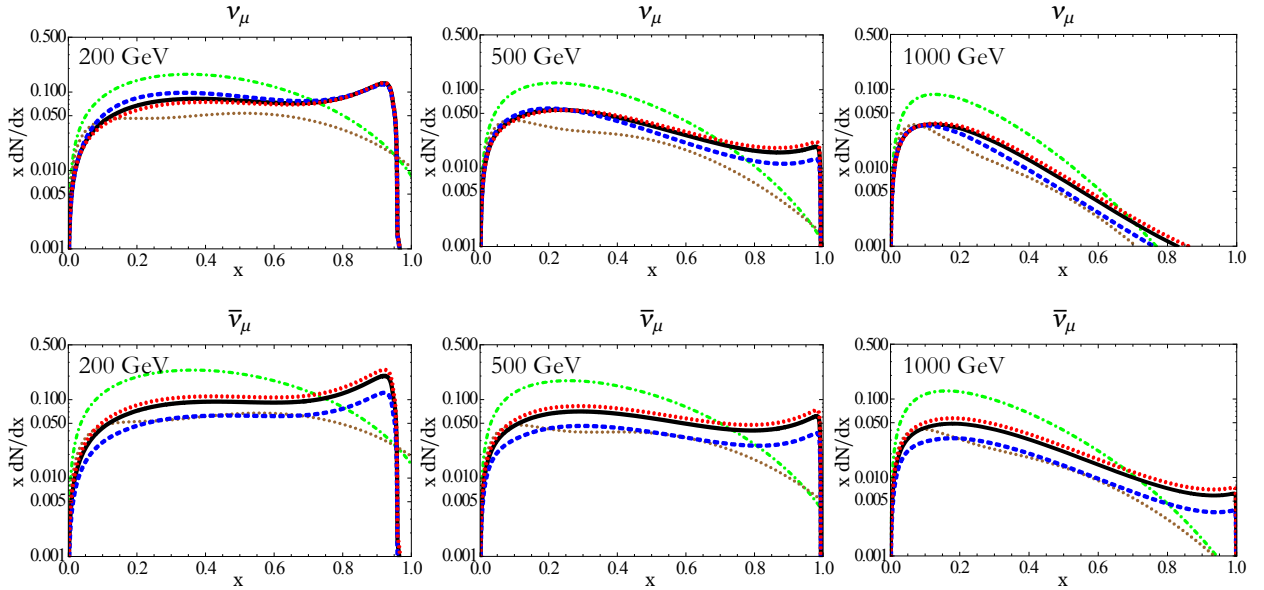 ν_μ ν_μ ν_μ
200 GeV 500 GeV 1000 GeV
x dN/dx x dN/dx x dN/dx
0.500 0.500 0.500
0.100 0.100 0.100
0.050 0.050 0.050
0.010 0.010 0.010
0.005 0.005 0.005
0.001 0.001 0.001
0.0 0.2 0.4 0.6 0.8 1.0 0.0 0.2 0.4 0.6 0.8 1.0 0.0 0.2 0.4 0.6 0.8 1.0
x x x
ν̄_μ ν̄_μ ν̄_μ
200 GeV 500 GeV 1000 GeV
x dN/dx x dN/dx x dN/dx
0.500 0.500 0.500
0.100 0.100 0.100
0.050 0.050 0.050
0.010 0.010 0.010
0.005 0.005 0.005
0.001 0.001 0.001
0.0 0.2 0.4 0.6 0.8 1.0 0.0 0.2 0.4 0.6 0.8 1.0 0.0 0.2 0.4 0.6 0.8 1.0
x x x